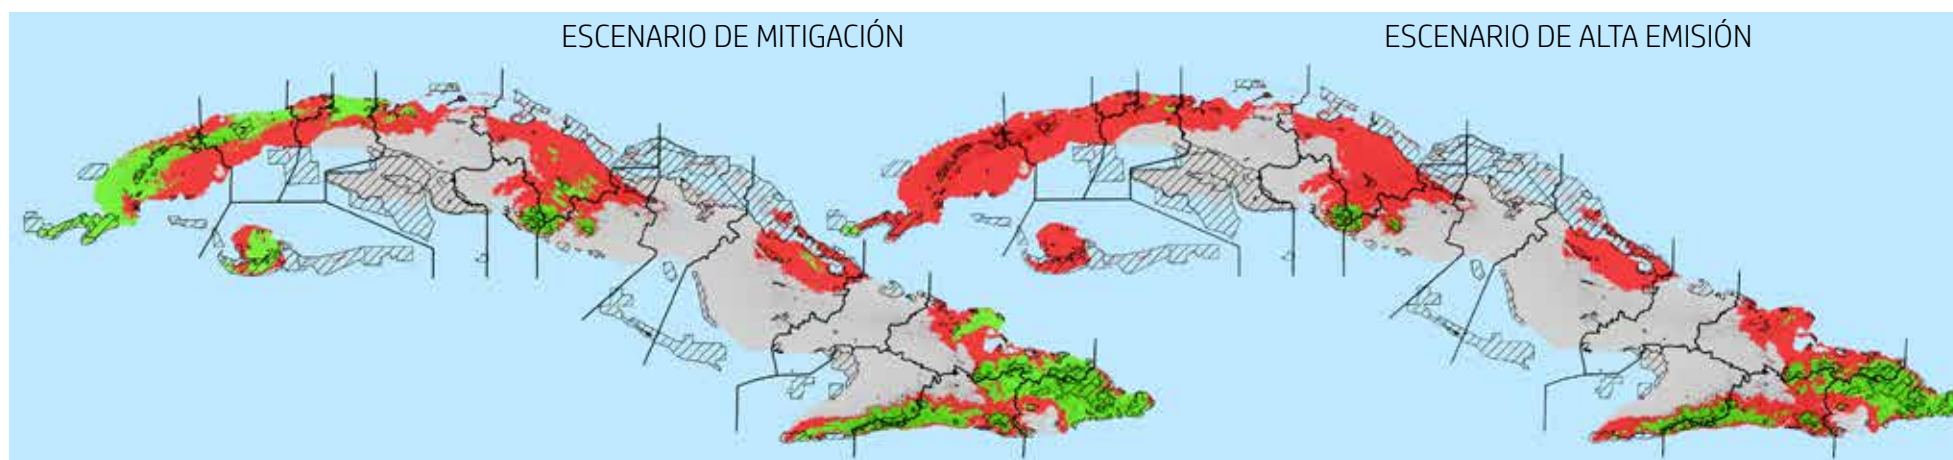 ESCENARIO DE MITIGACIÓN
ESCENARIO DE ALTA EMISIÓN